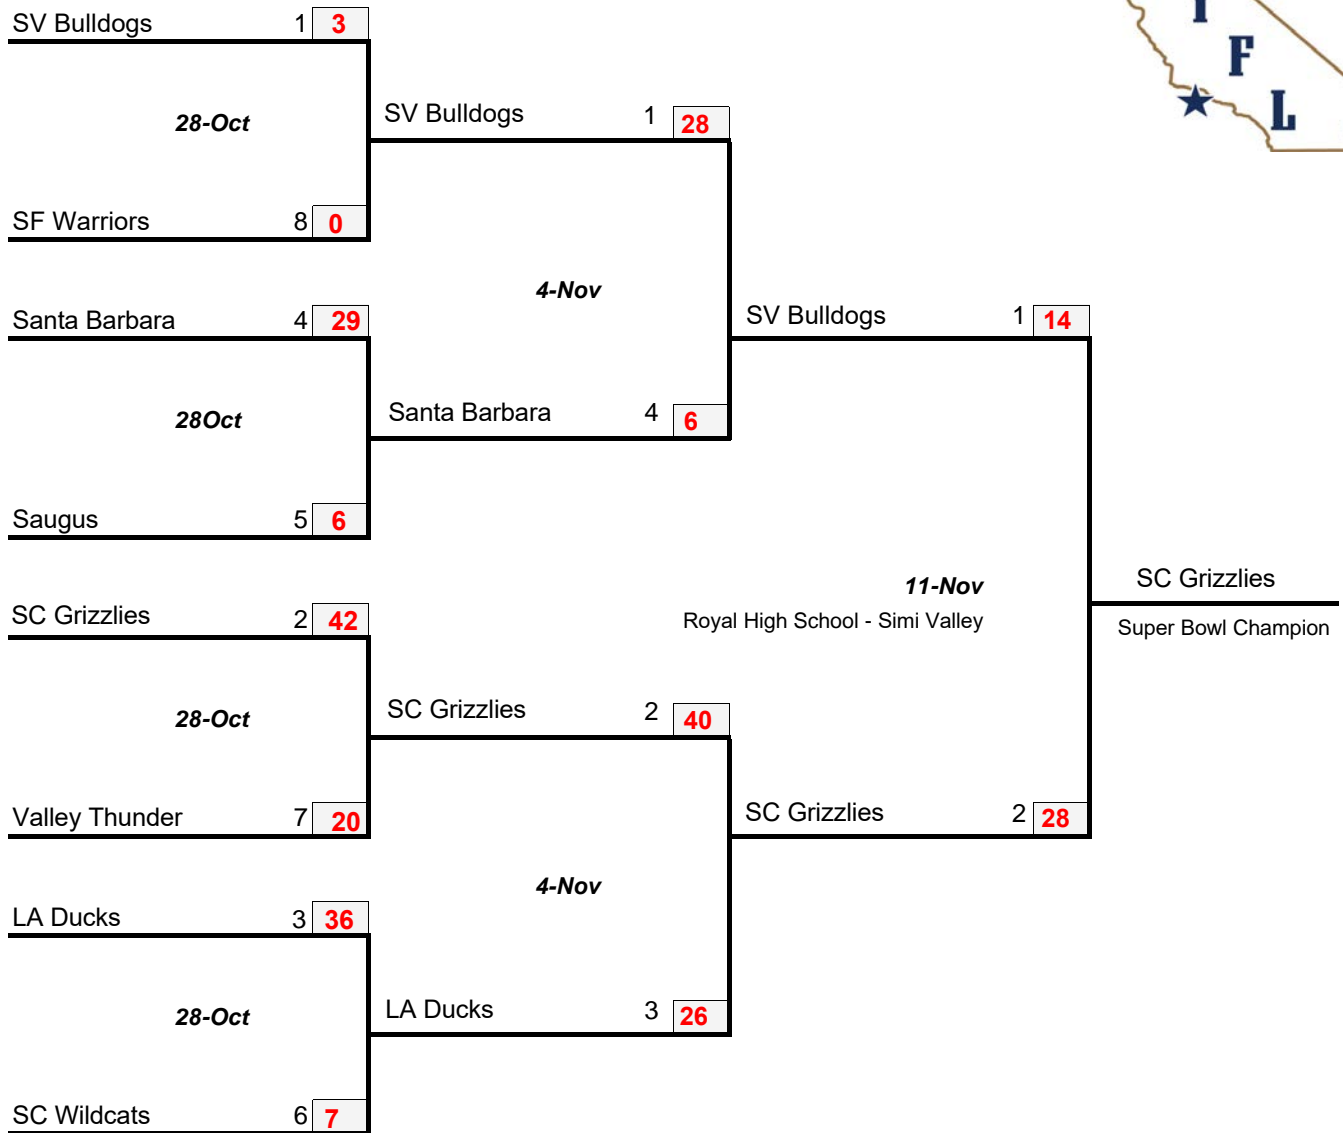 SV Bulldogs 1 3
28-Oct
SF Warriors 8 0
Santa Barbara 4 29
28Oct
Saugus 5 6
SC Grizzlies 2 42
28-Oct
Valley Thunder 7 20
LA Ducks 3 36
28-Oct
SC Wildcats 6 7
SV Bulldogs 1 28
4-Nov
Santa Barbara 4 6
SC Grizzlies 2 40
4-Nov
LA Ducks 3 26
SV Bulldogs 1 14
11-Nov
Royal High School - Simi Valley
SC Grizzlies 2 28
SC Grizzlies
Super Bowl Champion
F
L